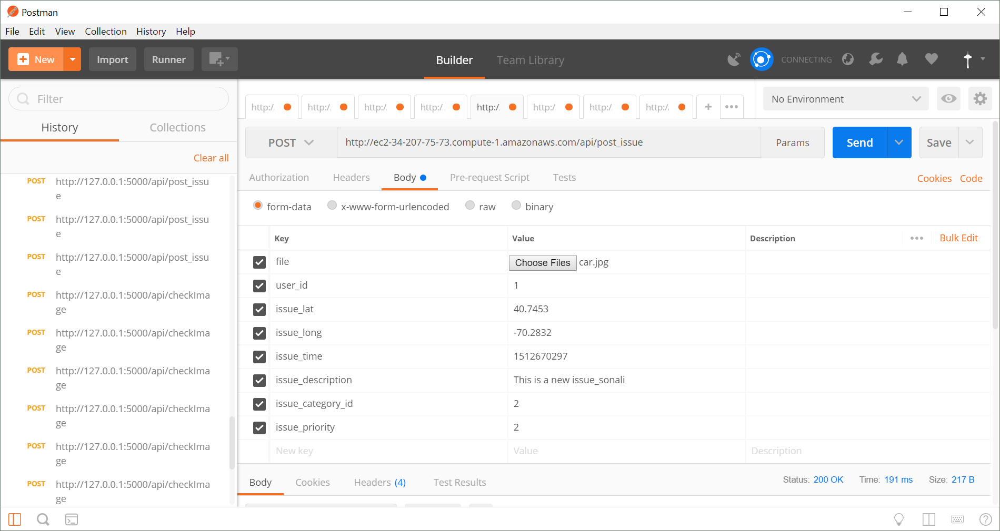 Postman
File Edit View Collection History Help
New Import Runner Builder Team Library CONNECTING
Filter
History Collections
Clear all
POST http://127.0.0.1:5000/api/post_issu
e
POST http://127.0.0.1:5000/api/post_issu
e
POST http://127.0.0.1:5000/api/post_issu
e
POST http://127.0.0.1:5000/api/checkIma
ge
POST http://127.0.0.1:5000/api/checkIma
ge
POST http://127.0.0.1:5000/api/checkIma
ge
POST http://127.0.0.1:5000/api/checkIma
ge
POST http://127.0.0.1:5000/api/checkIma
ge
POST http://127.0.0.1:5000/api/checkIma
ge
http:/. http:/. http:/. http:/. http:/. http:/. http:/. http:/. + •••
No Environment
POST http://ec2-34-207-75-73.compute-1.amazonaws.com/api/post_issue Params Send Save
Authorization Headers Body Pre-request Script Tests Cookies Code
form-data x-www-form-urlencoded raw binary
Key Value Description ••• Bulk Edit
file Choose Files car.jpg
user_id 1
issue_lat 40.7453
issue_long -70.2832
issue_time 1512670297
issue_description This is a new issue_sonali
issue_category_id 2
issue_priority 2
New key Value Description
Body Cookies Headers (4) Test Results Status: 200 OK Time: 191 ms Size: 217 B